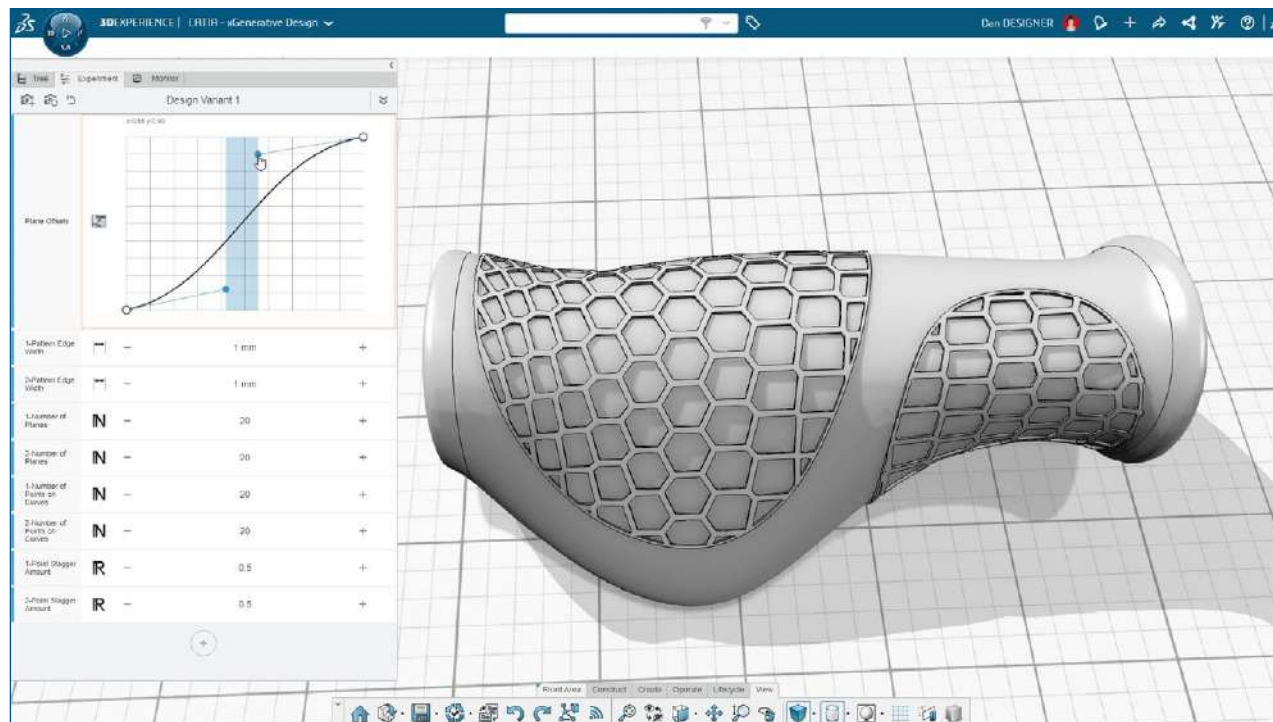 3DEXPERIENCE | CATIA - xGenerative Design
Dan DESIGNER
Tree
Experiment
Monitor
Design Variant 1
Plane Offsets
1-Pattern Edge
Width
1 mm
2-Pattern Edge
Width
1 mm
1-Number of
Planes
N
20
2-Number of
Planes
N
20
1-Number of
Points on
Curves
N
20
2-Number of
Points on
Curves
N
20
1-Point Stagger
Amount
R
0.5
2-Point Stagger
Amount
R
0.5
Construct
Create
Operate
Lifecycle
View